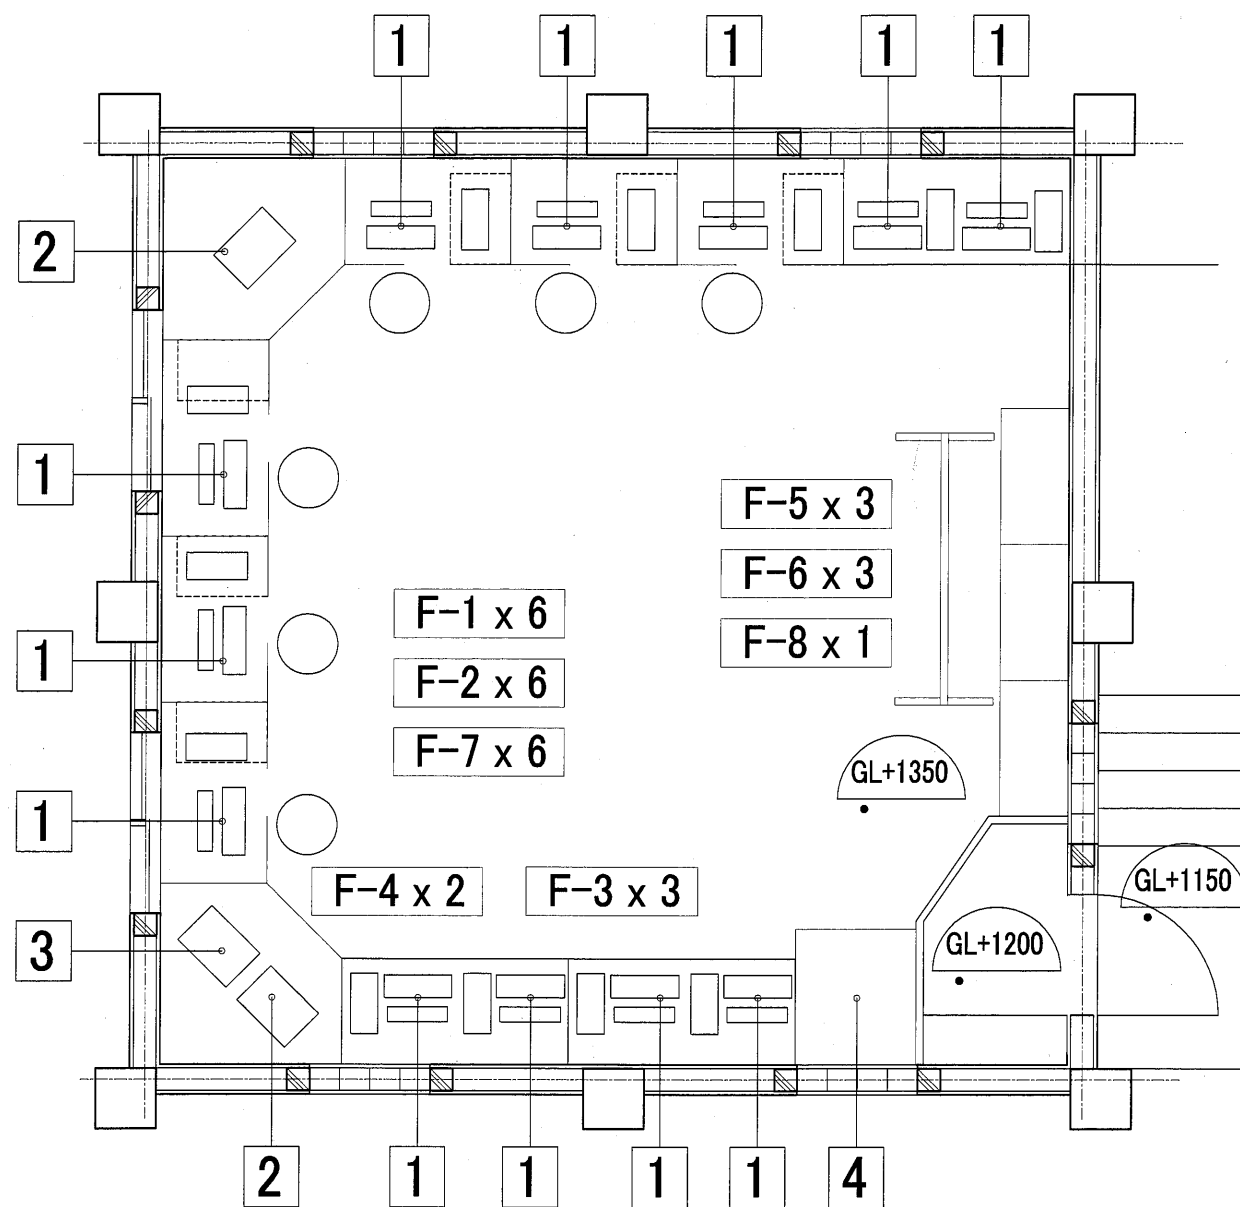 1 1 1 1 1
2
1
F-5 x 3
F-6 x 3
F-1 x 6
F-8 x 1
1
F-2 x 6
F-7 x 6
GL+1350
1
F-4 x 2 F-3 x 3
GL+1150
3
GL+1200
2 1 1 1 1 4